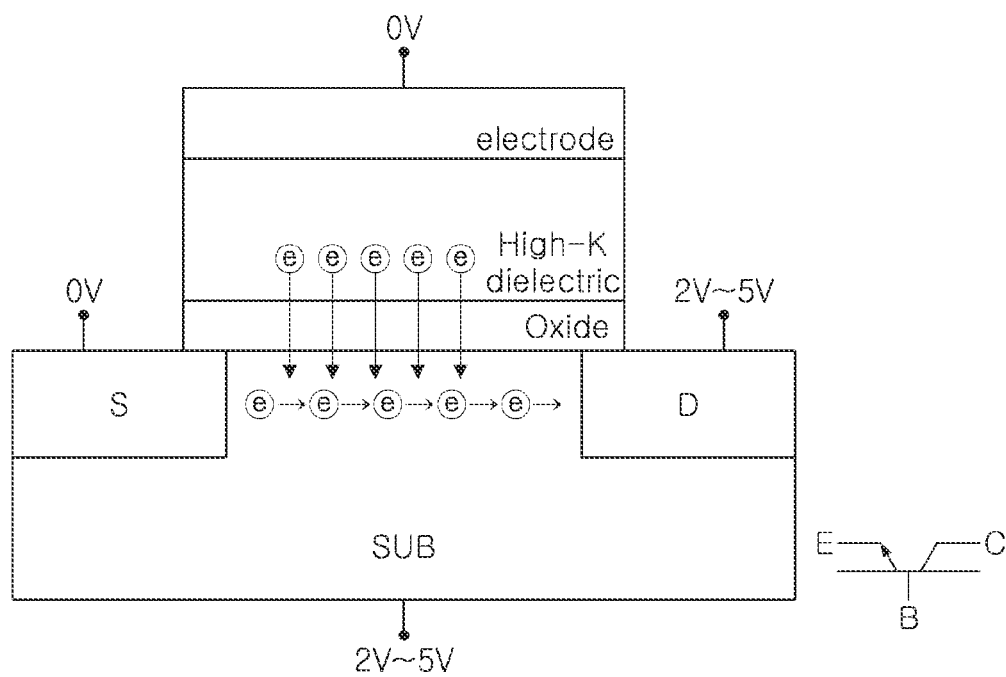 0V
electrode
e e e e e
High-K
dielectric
0V
2V~5V
Oxide
S
e e e e e
D
SUB
E
C
B
2V~5V